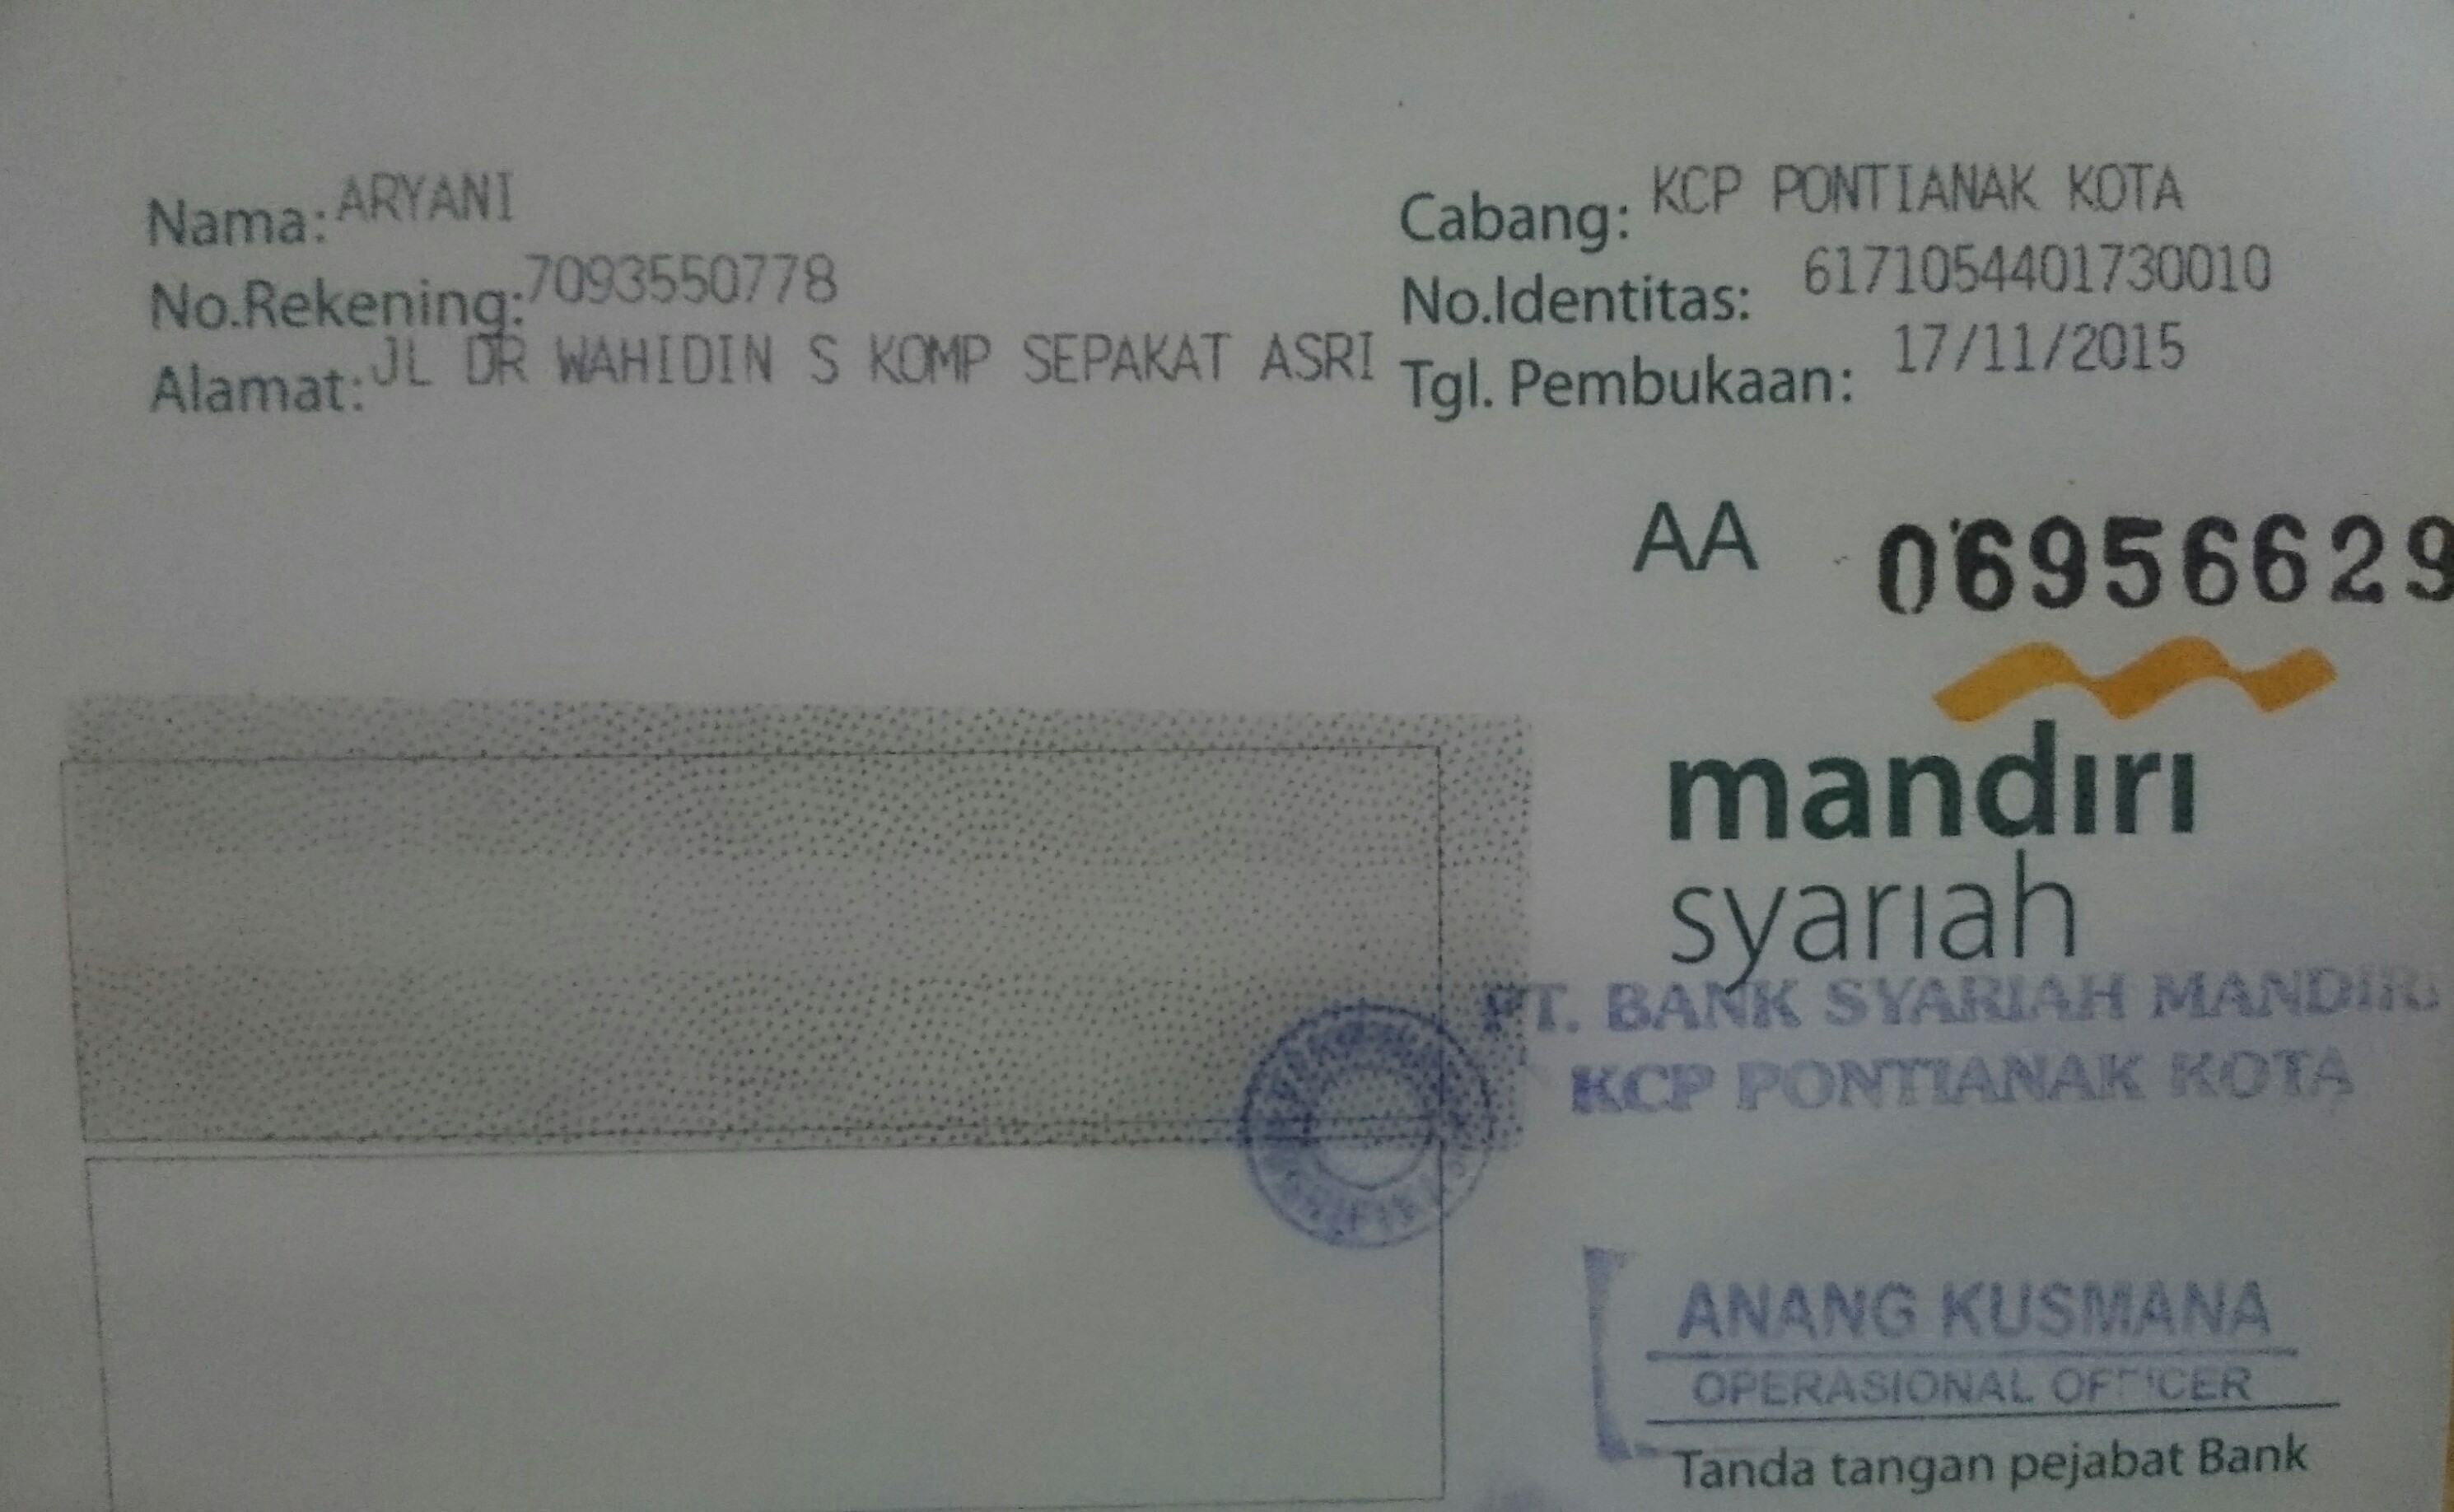 Nama: ARYANI
No.Rekening: 7093550778
Alamat: JL DR WAHIDIN S KOMP SEPAKAT ASRI
Cabang: KCP PONTIANAK KOTA
No.Identitas: 6171054401730010
Tgl. Pembukaan: 17/11/2015
AA 06956629
mandiri
syariah
PT. BANK SYARIAH MANDIRI
KCP PONTIANAK KOTA
ANANG KUSMANA
OPERASIONAL OFFICER
Tanda tangan pejabat Bank